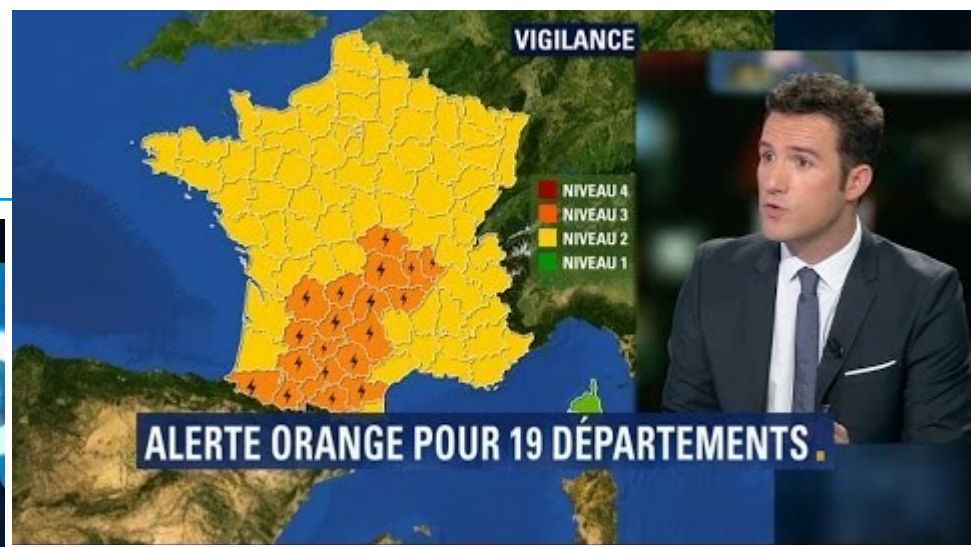 VIGILANCE
NIVEAU 4
NIVEAU 3
NIVEAU 2
NIVEAU 1
ALERTE ORANGE POUR 19 DÉPARTEMENTS.